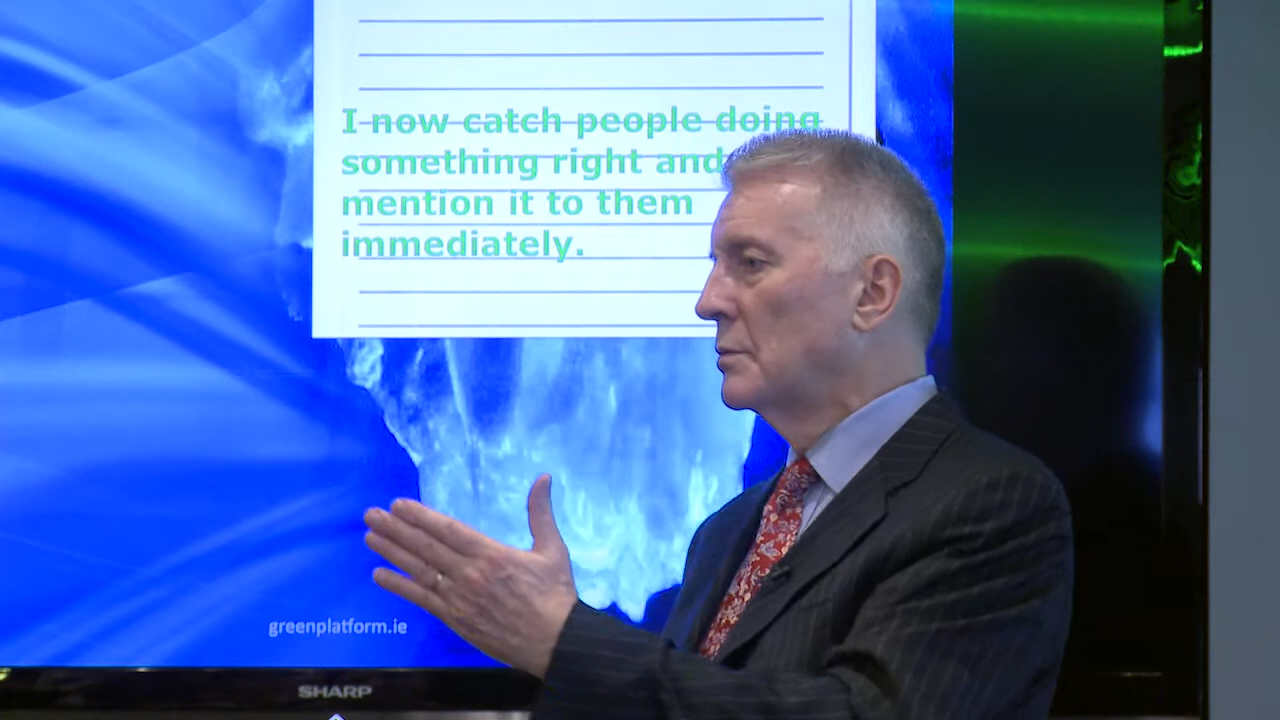 I now catch people doing
something right and
mention it to them
immediately.
greenplatform.ie
SHARP